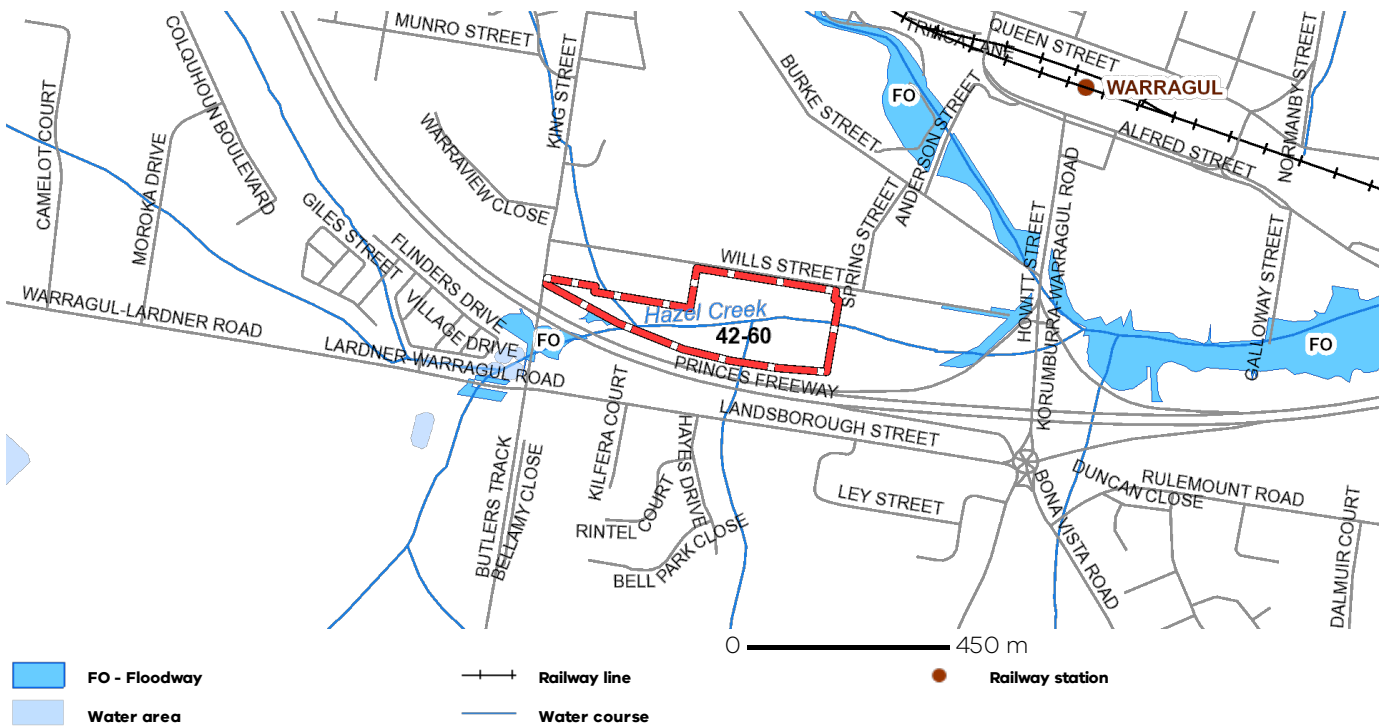 MUNRO STREET
QUEEN STREET
TRINCA LANE
COLQUHOUN BOULEVARD
KING STREET
BURKE STREET
FO
WARRAGUL
NORMANBY STREET
CAMELOT COURT
MOROKA DRIVE
WARRAVIEW CLOSE
ANDERSON STREET
ALFRED STREET
GILES STREET
FLINDERS DRIVE
WILLS STREET
SPRING STREET
HOWITT STREET
KORUMBURRA-WARRAGUL ROAD
GALLOWAY STREET
WARRAGUL-LARDNER ROAD
VILLAGE DRIVE
Hazel Creek
42-60
FO
FO
LARDNER-WARRAGUL ROAD
PRINCES FREEWAY
LANDSBOROUGH STREET
KILFERA COURT
HAYES DRIVE
BUTLERS TRACK
BELLAMY CLOSE
RINTEL COURT
BELL PARK CLOSE
LEY STREET
BONA VISTA ROAD
DUNCAN CLOSE
RULEMOUNT ROAD
DALMUIR COURT
0 450 m
FO - Floodway
Railway line
Railway station
Water area
Water course